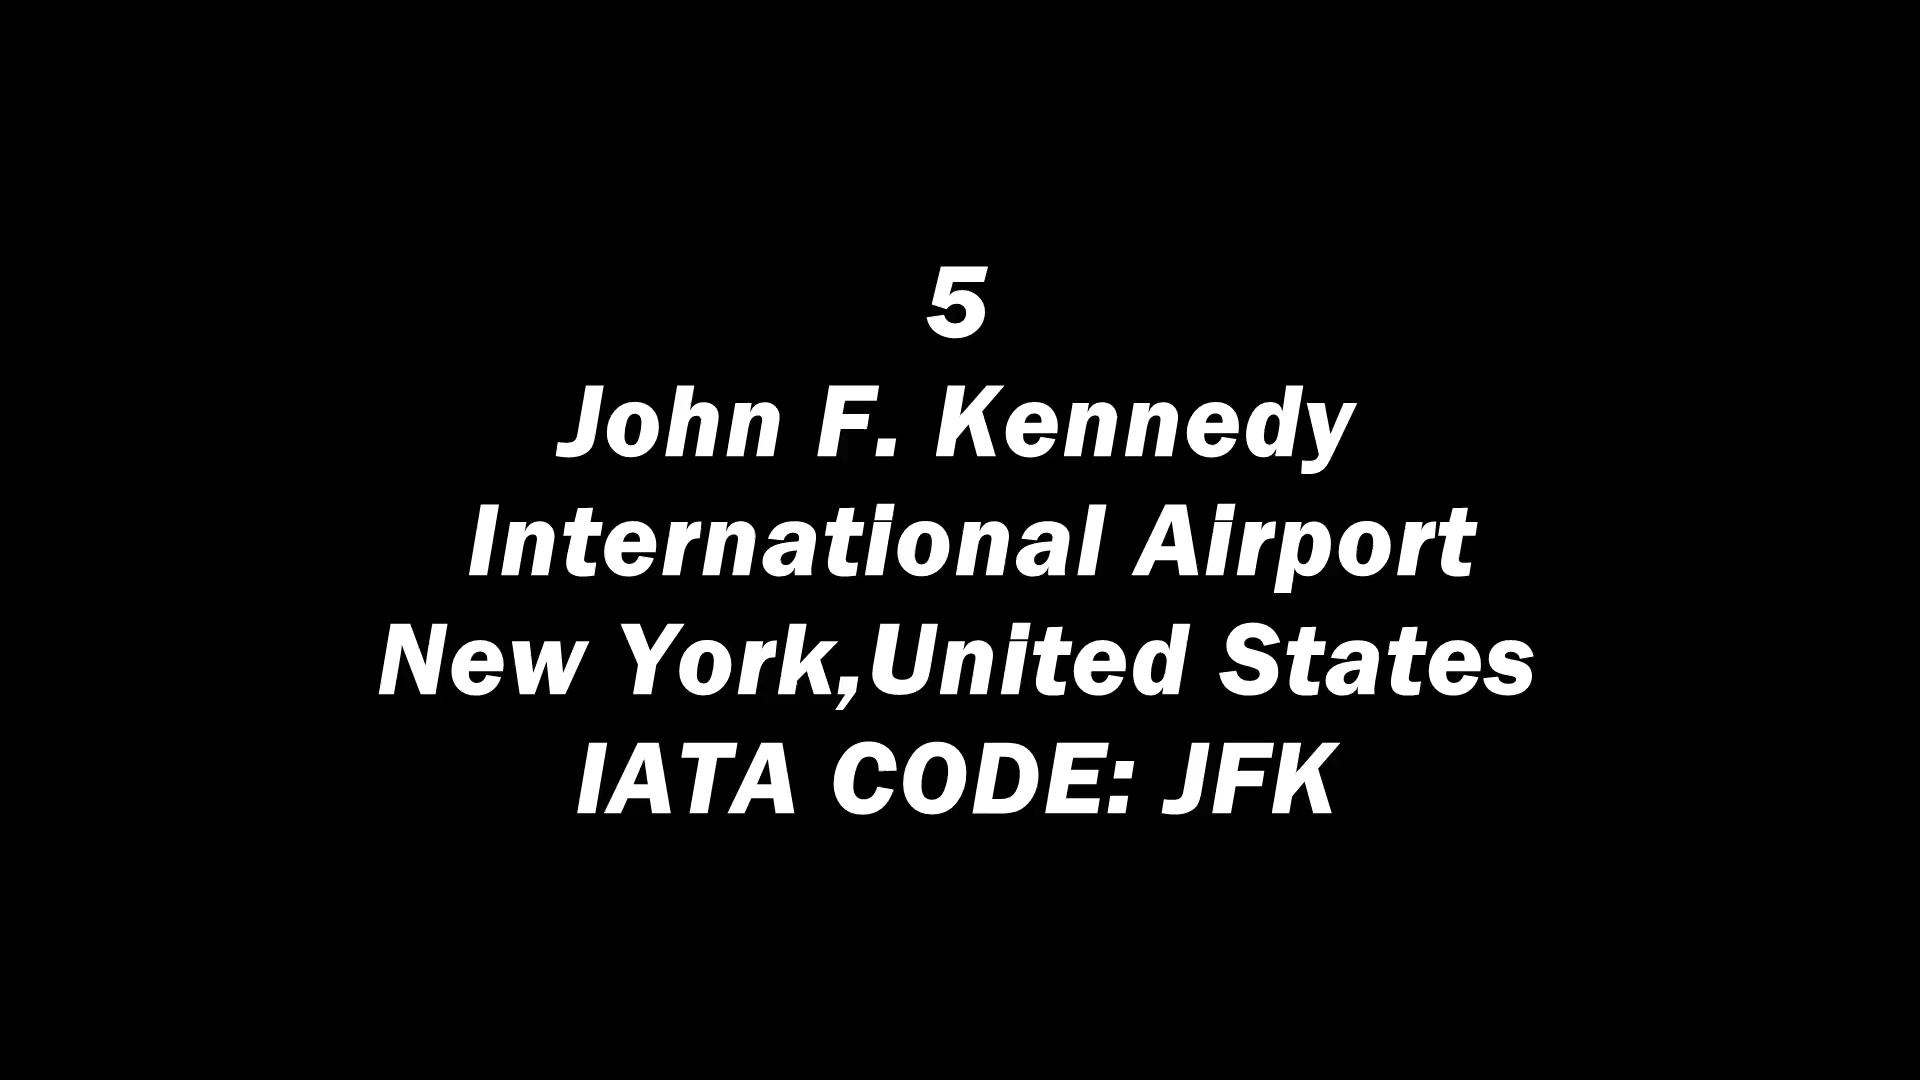 5
John F. Kennedy
International Airport
New York,United States
IATA CODE: JFK